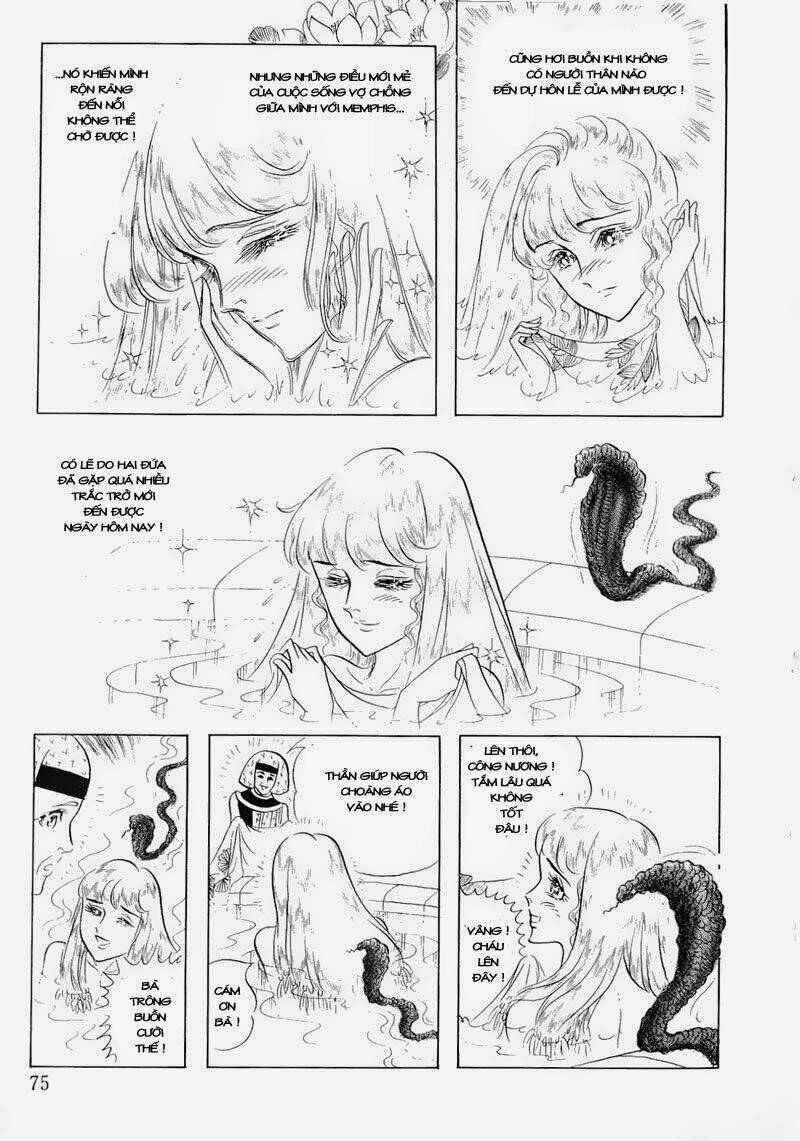 CŨNG HƠI BUỒN KHI KHÔNG
CÓ NGƯỜI THÂN NÀO
ĐẾN DỰ HÔN LỄ CỦA MÌNH ĐƯỢC !
NHƯNG NHỮNG ĐIỀU MỚI MẺ
CỦA CUỘC SỐNG VỢ CHỒNG
GIỮA MÌNH VỚI MEMPHIS...
...NÓ KHIẾN MÌNH
RỘN RÀNG
ĐẾN NỖI
KHÔNG THỂ
CHỜ ĐƯỢC !
CÓ LẼ DO HAI ĐỨA
ĐÃ GẶP QUÁ NHIỀU
TRẮC TRỞ MỚI
ĐẾN ĐƯỢC
NGÀY HÔM NAY !
LÊN THÔI,
CÔNG NƯƠNG !
TẮM LÂU QUÁ
KHÔNG
TỐT
ĐÂU !
VÂNG !
CHÁU
LÊN
ĐÂY !
THẦN GIÚP NGƯỜI
CHOÀNG ÁO
VÀO NHÉ !
CÁM
ƠN
BÀ !
BÀ
TRÔNG
BUỒN
CƯỜI
THẾ !
75